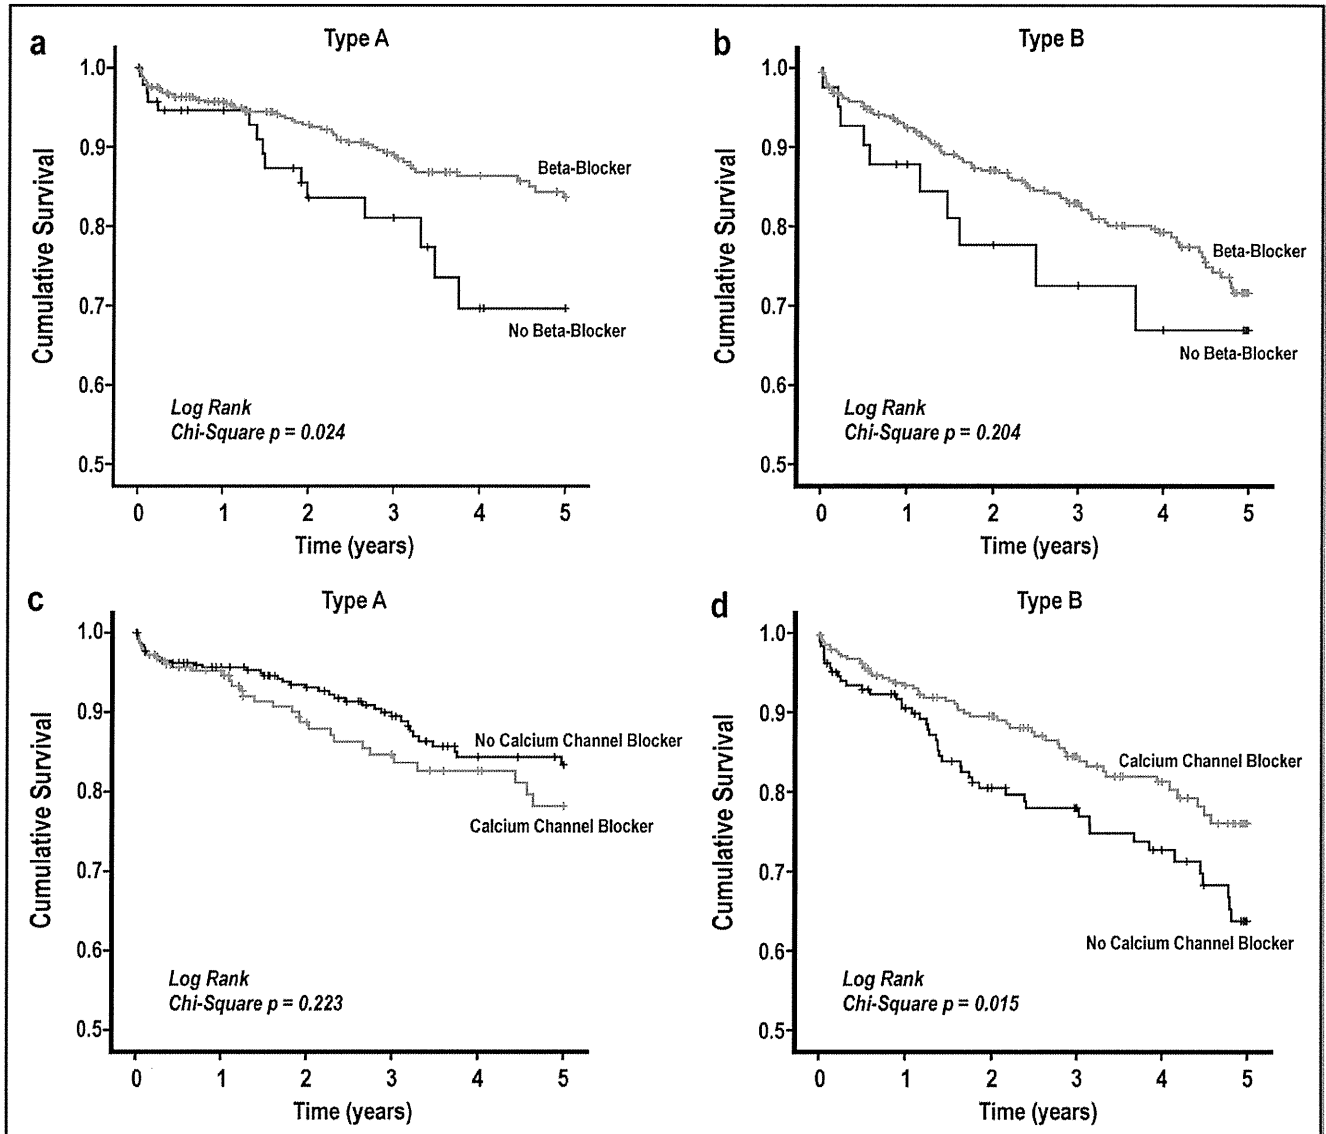 a
Type A
1.0
0.9
0.8
0.7
0.6
0.5
Cumulative Survival
Beta-Blocker
No Beta-Blocker
Log Rank
Chi-Square p = 0.024
0 1 2 3 4 5
Time (years)
b
Type B
1.0
0.9
0.8
0.7
0.6
0.5
Cumulative Survival
Beta-Blocker
No Beta-Blocker
Log Rank
Chi-Square p = 0.204
0 1 2 3 4 5
Time (years)
c
Type A
1.0
0.9
0.8
0.7
0.6
0.5
Cumulative Survival
No Calcium Channel Blocker
Calcium Channel Blocker
Log Rank
Chi-Square p = 0.223
0 1 2 3 4 5
Time (years)
d
Type B
1.0
0.9
0.8
0.7
0.6
0.5
Cumulative Survival
Calcium Channel Blocker
No Calcium Channel Blocker
Log Rank
Chi-Square p = 0.015
0 1 2 3 4 5
Time (years)